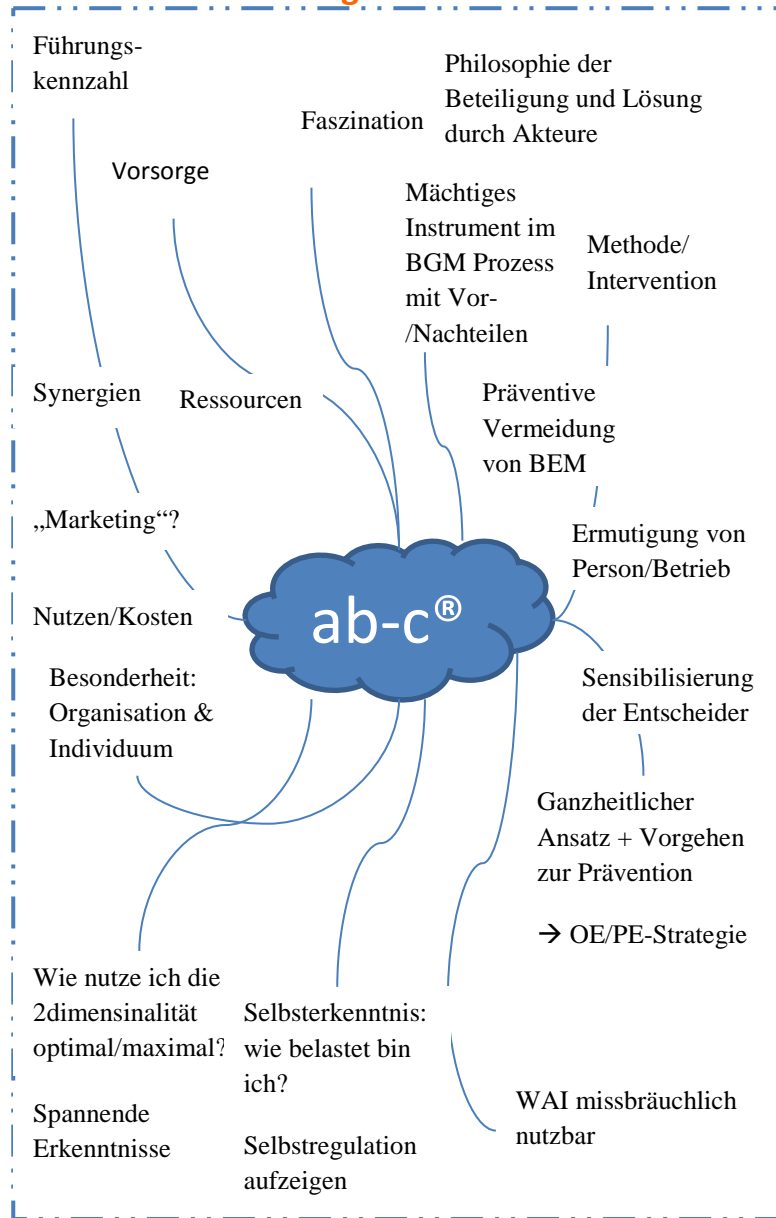 Führungs-
kennzahl
Faszination
Philosophie der
Beteiligung und Lösung
durch Akteure
Vorsorge
Mächtiges
Instrument im
BGM Prozess
mit Vor-
/Nachteilen
Methode/
Intervention
Synergien
Ressourcen
Präventive
Vermeidung
von BEM
„Marketing“?
Ermutigung von
Person/Betrieb
Nutzen/Kosten
ab-c®
Besonderheit:
Organisation &
Individuum
Sensibilisierung
der Entscheider
Ganzheitlicher
Ansatz + Vorgehen
zur Prävention
→ OE/PE-Strategie
Wie nutze ich die
2dimensinalität
optimal/maximal?
Selbsterkenntnis:
wie belastet bin
ich?
Spannende
Erkenntnisse
Selbstregulation
aufzeigen
WAI missbräuchlich
nutzbar